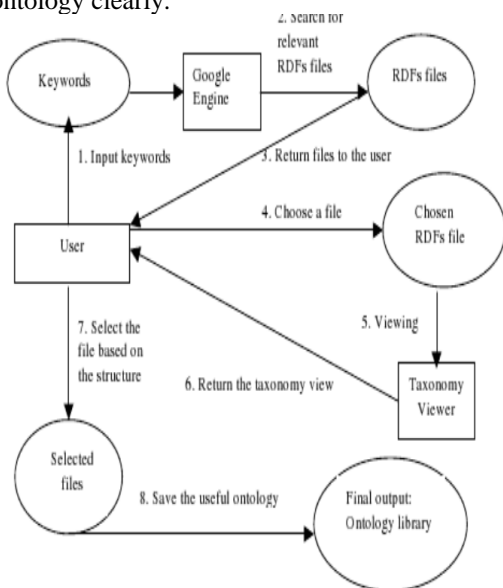 ontology clearly.
2. Search for
relevant
RDFs files
Keywords
Google
Engine
RDFs files
1. Input keywords
3. Return files to the user
4. Choose a file
Chosen
RDFs file
User
5. Viewing
7. Select the
file based on
the structure
6. Return the taxonomy view
Taxonomy
Viewer
Selected
files
8. Save the useful ontology
Final output:
Ontology library